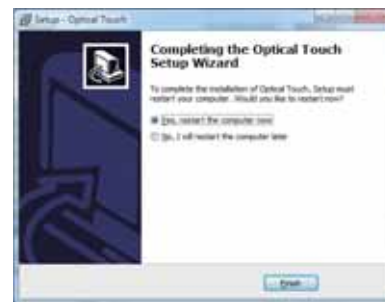 Setup - Optical Touch
Completing the Optical Touch
Setup Wizard
To complete the installation of Optical Touch, Setup must
restart your computer. Would you like to restart now?
Yes, restart the computer now
No, I will restart the computer later
Finish